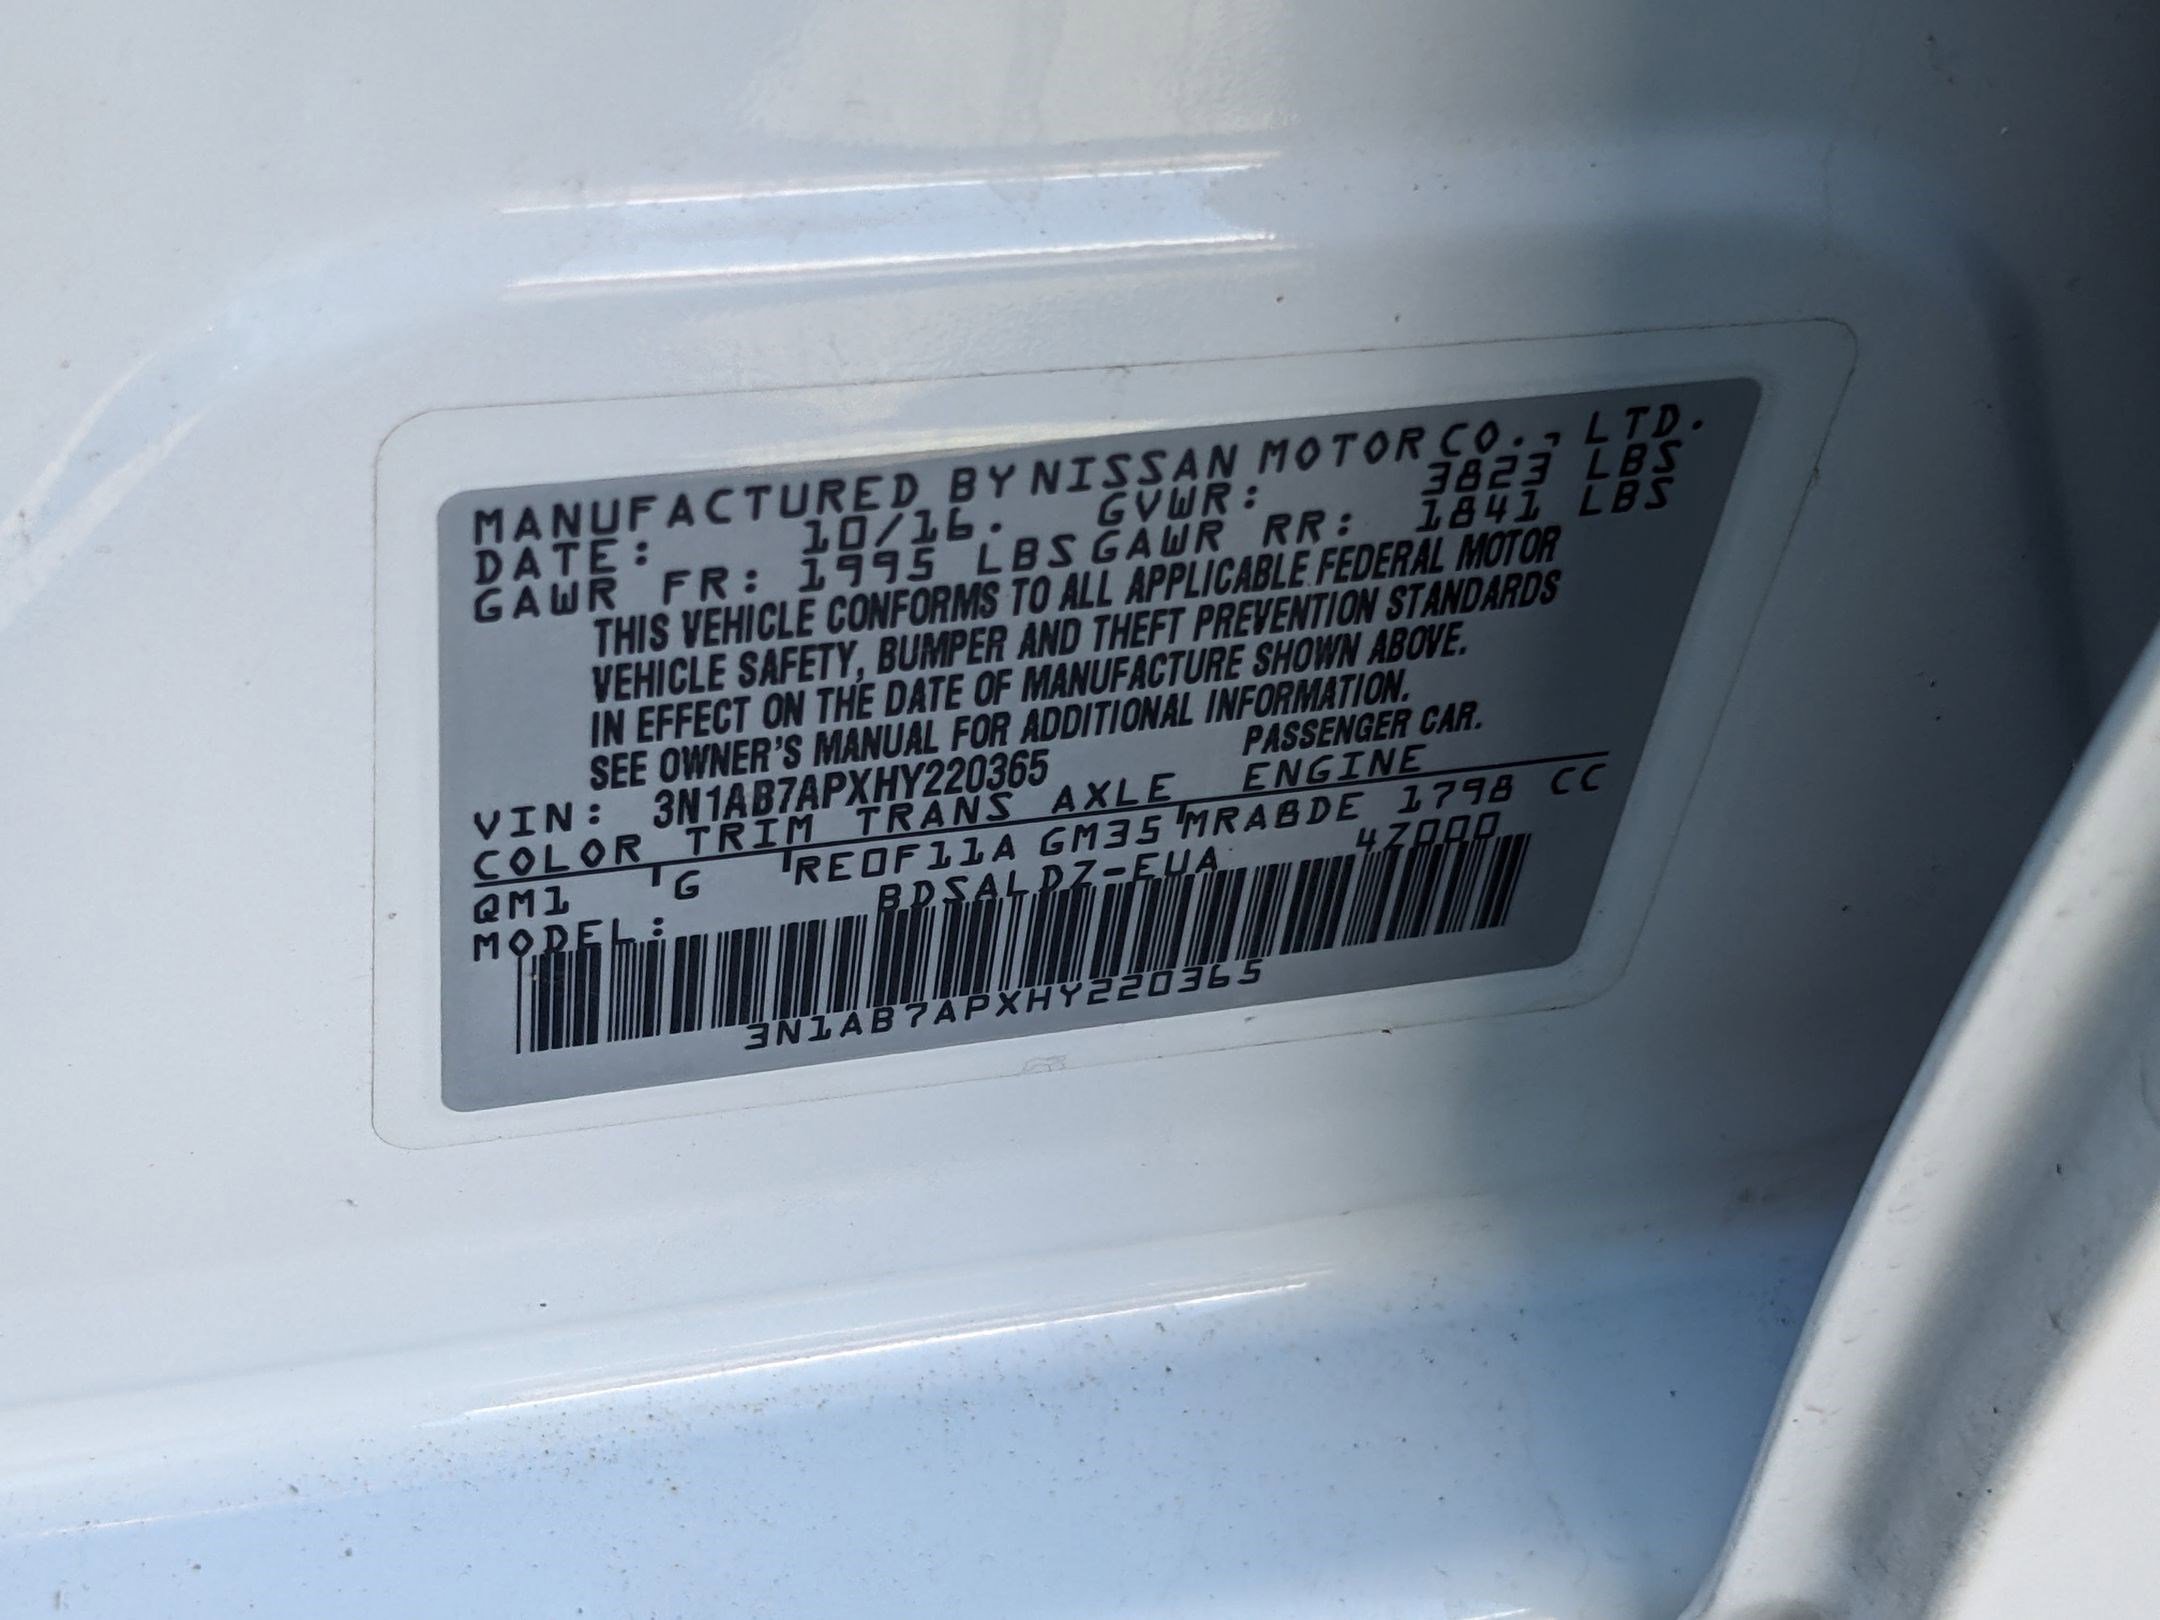 MANUFACTURED BY NISSAN MOTOR CO., LTD.
DATE: 10/16. GVWR: 3823 LBS
GAWR FR: 1995 LBS GAWR RR: 1841 LBS
THIS VEHICLE CONFORMS TO ALL APPLICABLE FEDERAL MOTOR
VEHICLE SAFETY, BUMPER AND THEFT PREVENTION STANDARDS
IN EFFECT ON THE DATE OF MANUFACTURE SHOWN ABOVE.
SEE OWNER'S MANUAL FOR ADDITIONAL INFORMATION.
VIN: 3N1AB7APXHY220365 PASSENGER CAR.
COLOR TRIM TRANS AXLE ENGINE
QM1 G RE0F11A GM35 MRA8DE 1798 CC
MODEL: BDSALDZ-EUA 4Z000
3N1AB7APXHY220365